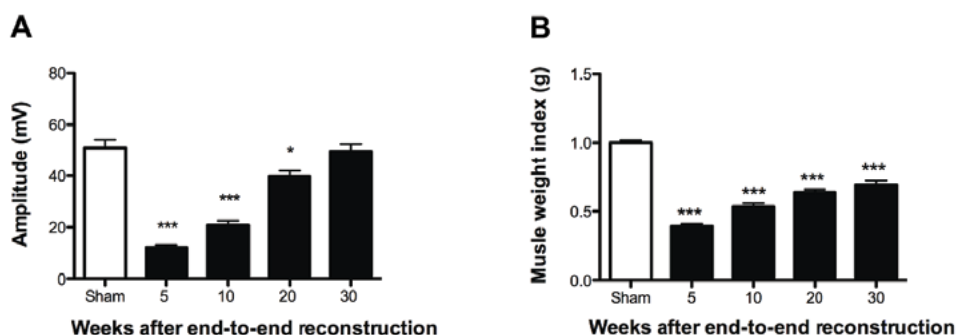 A
Amplitude (mV)
80
60
40
20
0
***
***
*
Sham 5 10 20 30
Weeks after end-to-end reconstruction
B
Musle weight index (g)
1.5
1.0
0.5
0.0
***
***
***
***
Sham 5 10 20 30
Weeks after end-to-end reconstruction